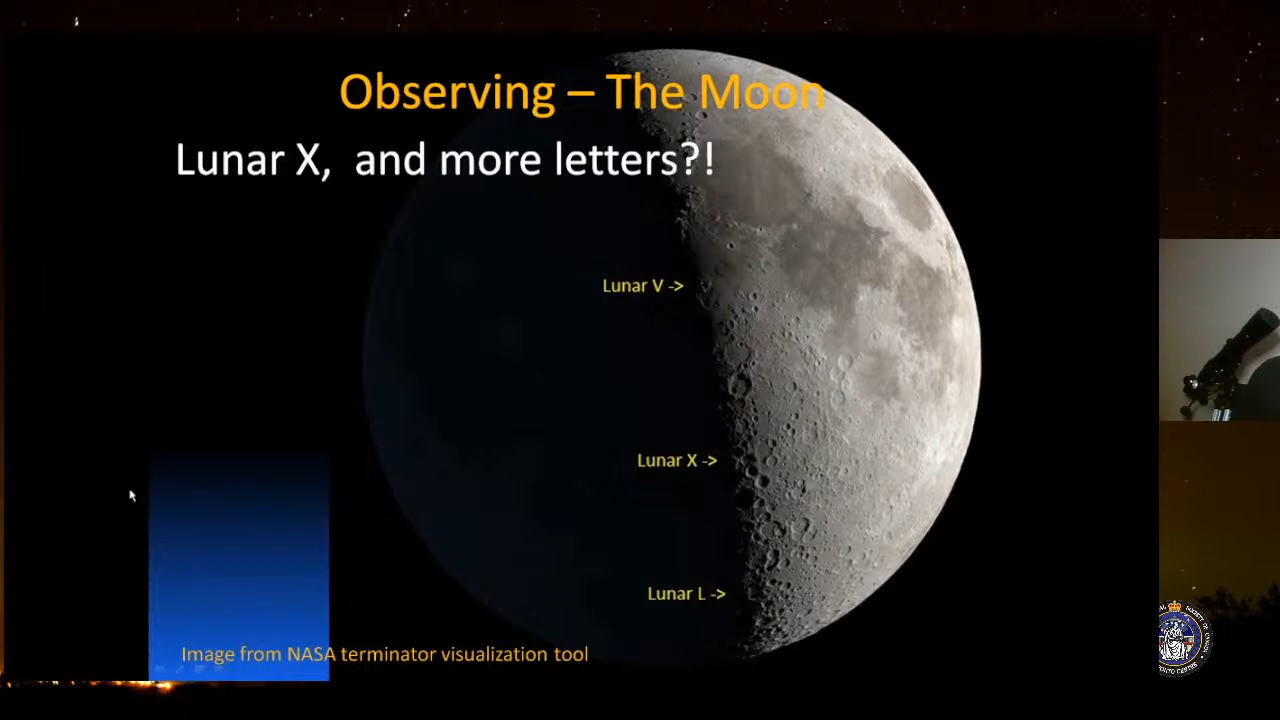 Observing – The Moon
Lunar X,  and more letters?!
Lunar V ->
Lunar X ->
Lunar L ->
Image from NASA terminator visualization tool